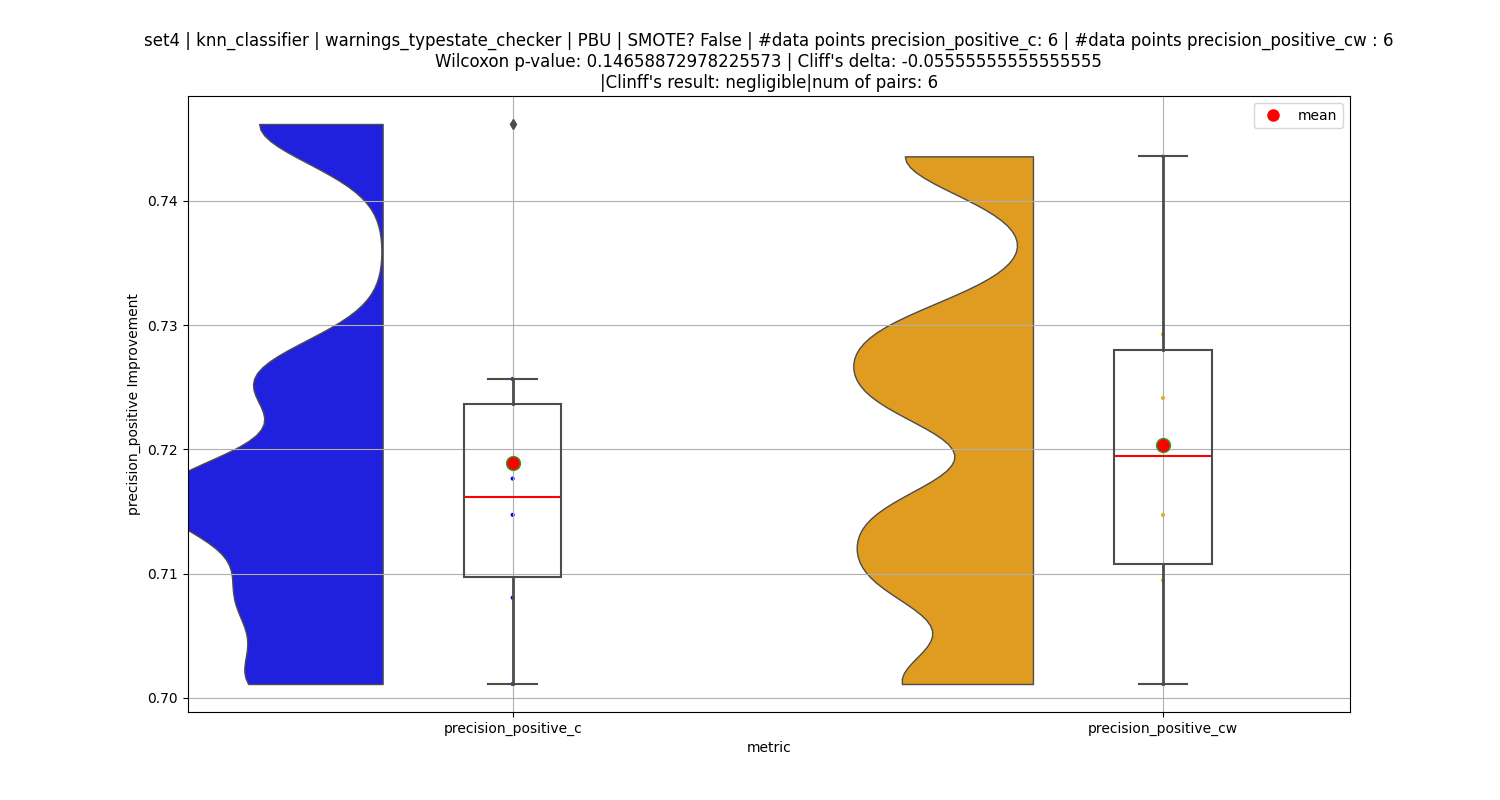 set4 | knn_classifier | warnings_typestate_checker | PBU | SMOTE? False | #data points precision_positive_c: 6 | #data points precision_positive_cw : 6
Wilcoxon p-value: 0.14658872978225573 | Cliff's delta: -0.05555555555555555
|Clinff's result: negligible|num of pairs: 6
mean
0.74
0.73
0.72
0.71
0.70
precision_positive Improvement
precision_positive_c
precision_positive_cw
metric